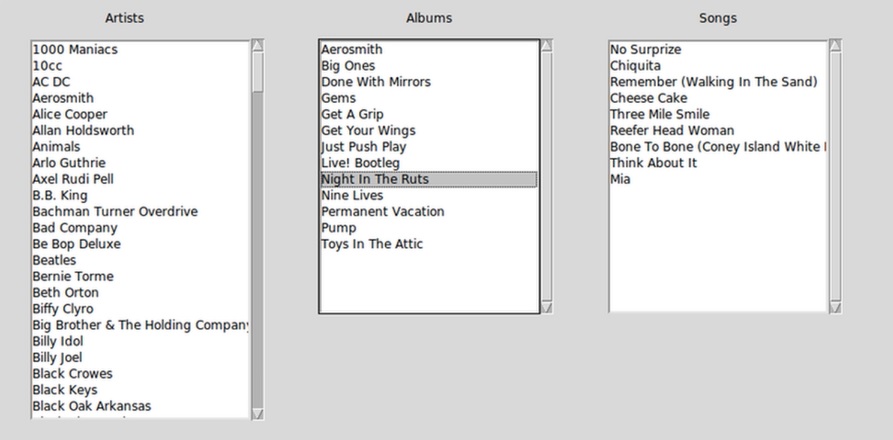 Artists
1000 Maniacs
10cc
AC DC
Aerosmith
Alice Cooper
Allan Holdsworth
Animals
Arlo Guthrie
Axel Rudi Pell
B.B. King
Bachman Turner Overdrive
Bad Company
Be Bop Deluxe
Beatles
Bernie Torme
Beth Orton
Biffy Clyro
Big Brother & The Holding Company
Billy Idol
Billy Joel
Black Crowes
Black Keys
Black Oak Arkansas
Albums
Aerosmith
Big Ones
Done With Mirrors
Gems
Get A Grip
Get Your Wings
Just Push Play
Live! Bootleg
Night In The Ruts
Nine Lives
Permanent Vacation
Pump
Toys In The Attic
Songs
No Surprize
Chiquita
Remember (Walking In The Sand)
Cheese Cake
Three Mile Smile
Reefer Head Woman
Bone To Bone (Coney Island White
Think About It
Mia